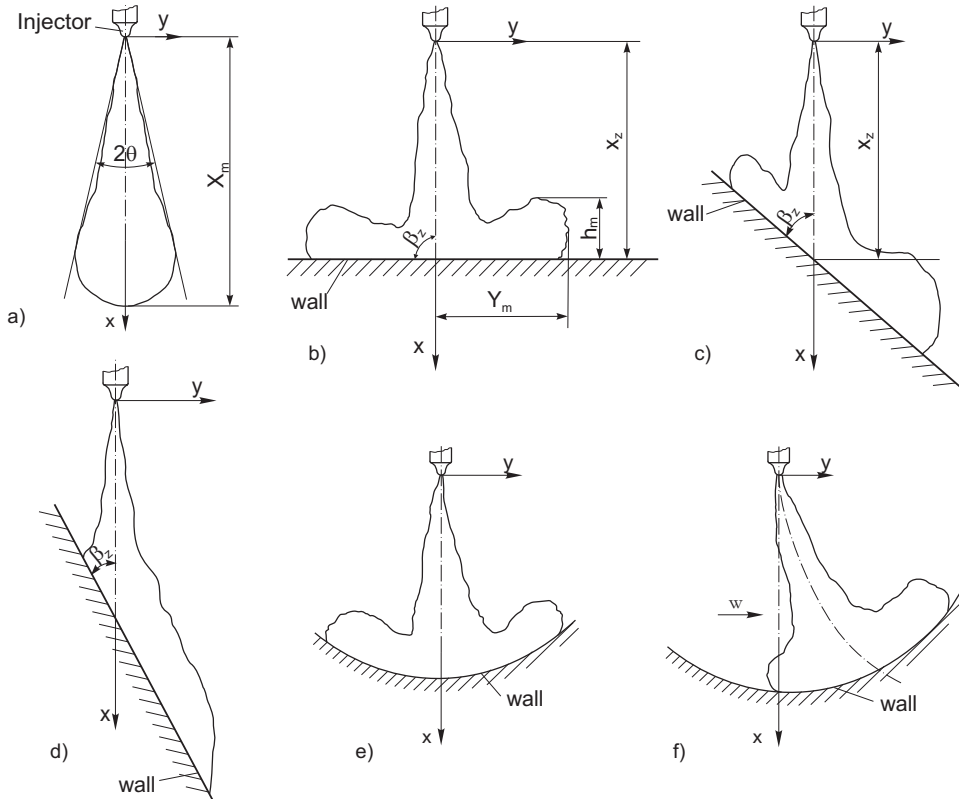 Injector
y
2θ
X_m
x
a)
y
x_z
β_z
h_m
wall
Y_m
x
b)
y
x_z
wall
β_z
x
c)
y
β_z
x
wall
d)
y
wall
x
e)
y
w
wall
x
f)